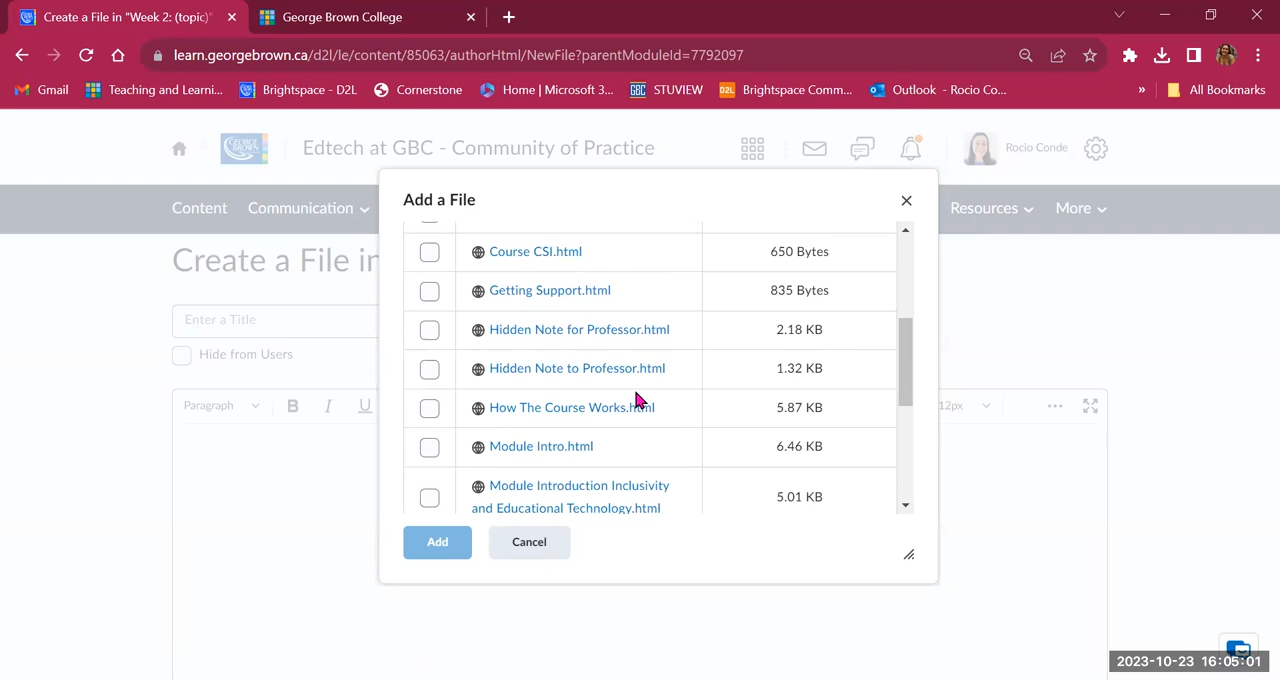 Create a File in "Week 2: (topic)"
George Brown College
learn.georgebrown.ca/d2l/le/content/85063/authorHtml/NewFile?parentModuleId=7792097
Gmail
Teaching and Learni...
Brightspace - D2L
Cornerstone
Home | Microsoft 3...
STUVIEW
Brightspace Comm...
Outlook - Rocio Co...
»
All Bookmarks
Edtech at GBC - Community of Practice
Rocio Conde
Content
Communication
Resources
More
Create a File in
Enter a Title
Hide from Users
Paragraph
B I U
12px
Add a File
Course CSI.html 650 Bytes
Getting Support.html 835 Bytes
Hidden Note for Professor.html 2.18 KB
Hidden Note to Professor.html 1.32 KB
How The Course Works.html 5.87 KB
Module Intro.html 6.46 KB
Module Introduction Inclusivity
and Educational Technology.html 5.01 KB
Add
Cancel
2023-10-23 16:05:01